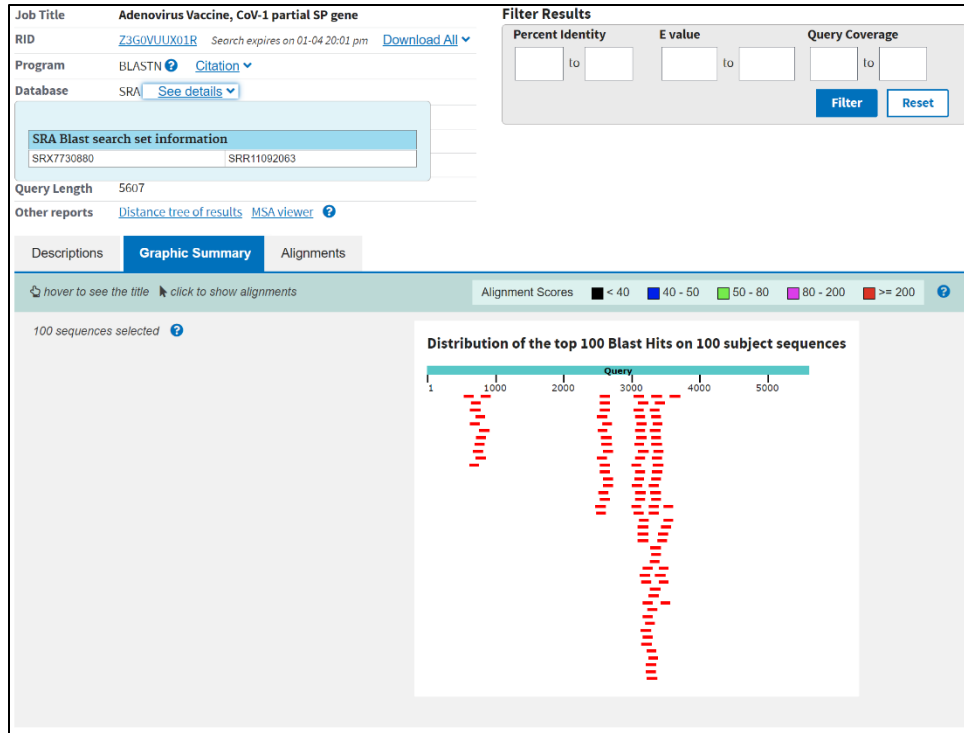 Job Title Adenovirus Vaccine, CoV-1 partial SP gene
RID Z3G0VUUX01R Search expires on 01-04 20:01 pm Download All
Program BLASTN ? Citation
Database SRA See details
SRA Blast search set information
SRX7730880 SRR11092063
Query Length 5607
Other reports Distance tree of results MSA viewer ?
Filter Results
Percent Identity E value Query Coverage
to to to
Filter Reset
Descriptions Graphic Summary Alignments
hover to see the title click to show alignments
Alignment Scores < 40 40 - 50 50 - 80 80 - 200 >= 200 ?
100 sequences selected ?
Distribution of the top 100 Blast Hits on 100 subject sequences
Query
1 1000 2000 3000 4000 5000